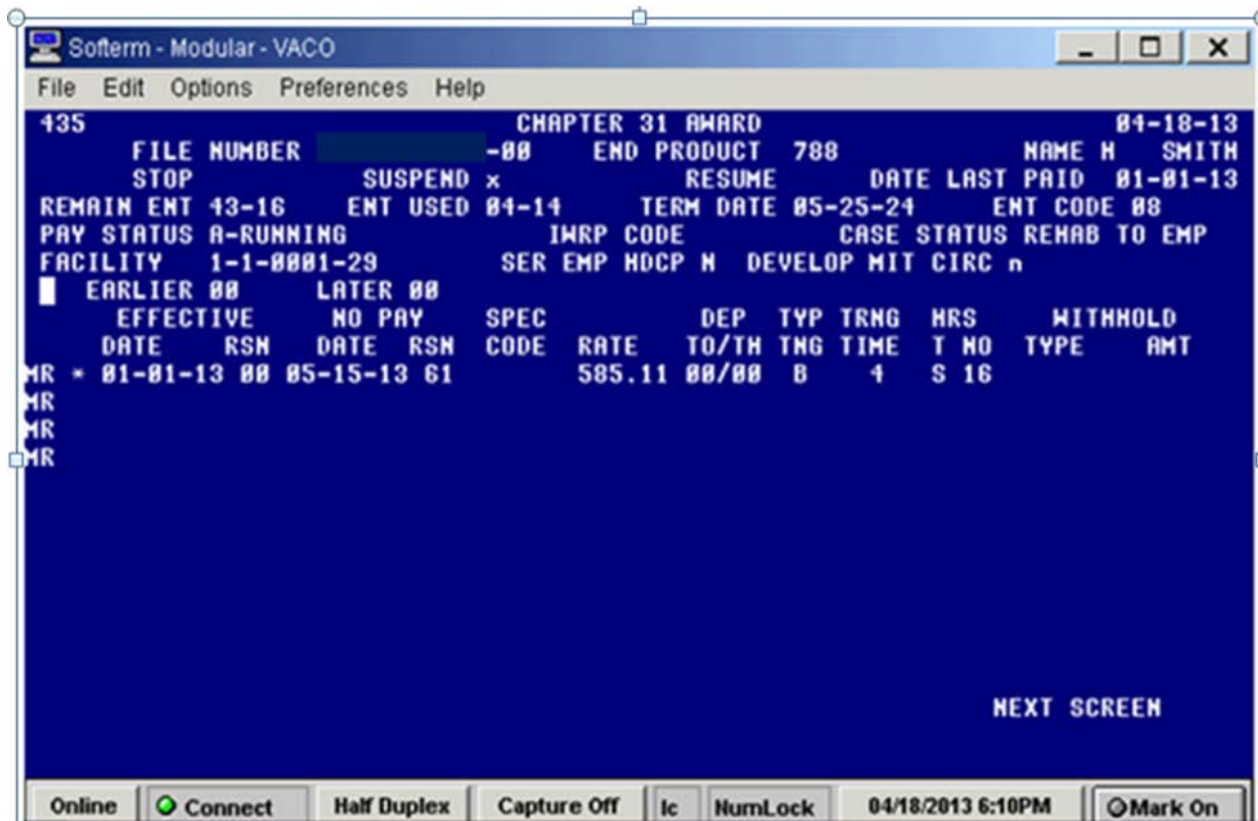 Softerm - Modular - VACO
File Edit Options Preferences Help
435 CHAPTER 31 AWARD 04-18-13
FILE NUMBER -00 END PRODUCT 788 NAME H SMITH
STOP SUSPEND x RESUME DATE LAST PAID 01-01-13
REMAIN ENT 43-16 ENT USED 04-14 TERM DATE 05-25-24 ENT CODE 08
PAY STATUS A-RUNNING IWRP CODE CASE STATUS REHAB TO EMP
FACILITY 1-1-0001-29 SER EMP HDCP N DEVELOP MIT CIRC n
EARLIER 00 LATER 00
EFFECTIVE NO PAY SPEC DEP TYP TRNG HRS WITHHOLD
DATE RSN DATE RSN CODE RATE TO/TH TNG TIME T NO TYPE AMT
MR * 01-01-13 00 05-15-13 61 585.11 00/00 B 4 S 16
MR
MR
MR
NEXT SCREEN
Online Connect Half Duplex Capture Off lc NumLock 04/18/2013 6:10PM Mark On